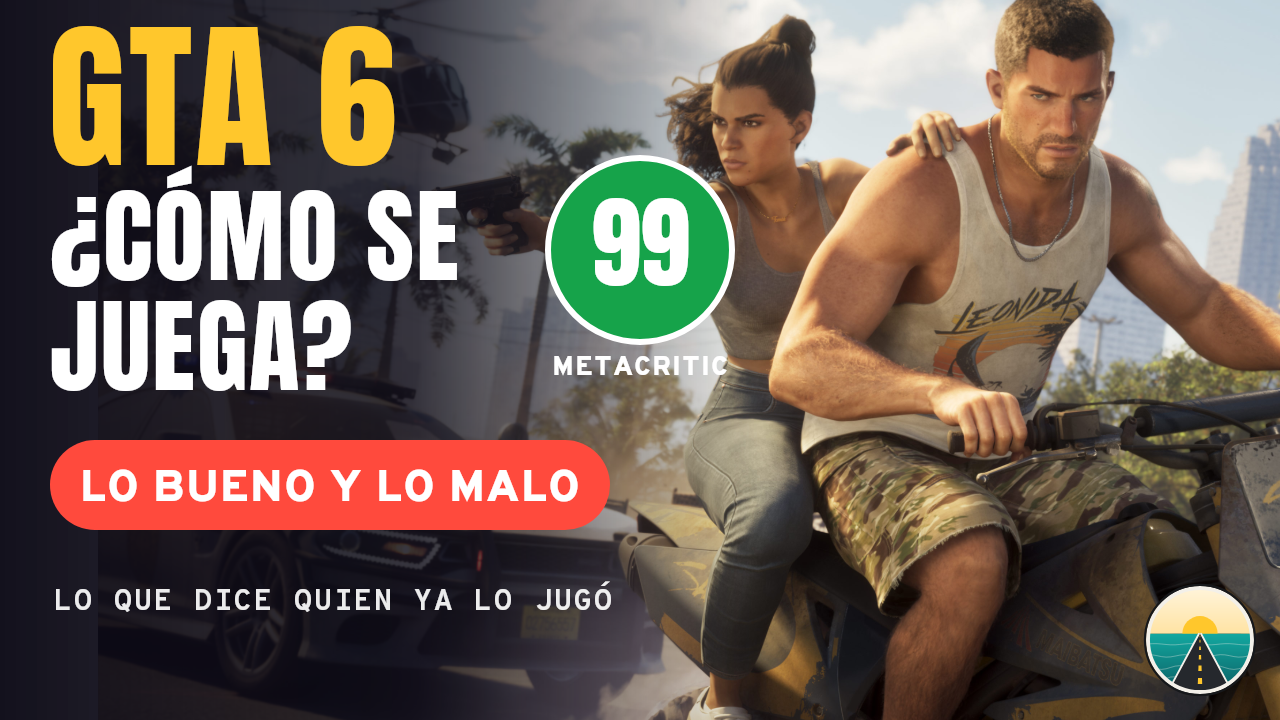 GTA 6
¿CÓMO SE
JUEGA?
99
METACRITIC
LO BUENO Y LO MALO
LO QUE DICE QUIEN YA LO JUGÓ
LEONIDA